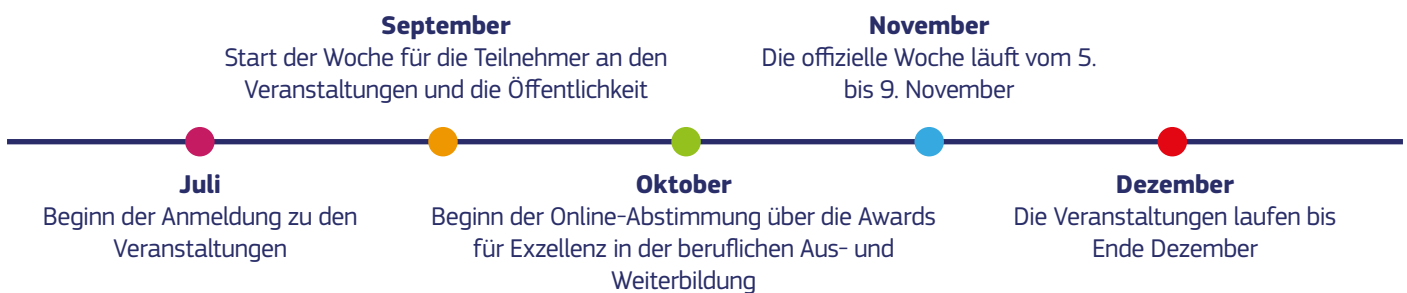 September
Start der Woche für die Teilnehmer an den
Veranstaltungen und die Öffentlichkeit
November
Die offizielle Woche läuft vom 5.
bis 9. November
Juli
Beginn der Anmeldung zu den
Veranstaltungen
Oktober
Beginn der Online-Abstimmung über die Awards
für Exzellenz in der beruflichen Aus- und
Weiterbildung
Dezember
Die Veranstaltungen laufen bis
Ende Dezember